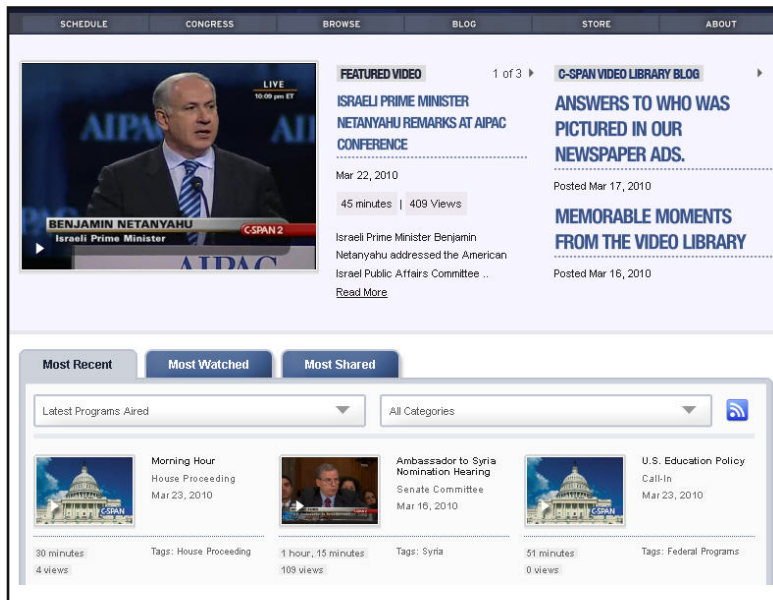 SCHEDULE CONGRESS BROWSE BLOG STORE ABOUT
LIVE
10:09 pm ET
AIPA
AI
BENJAMIN NETANYAHU
Israeli Prime Minister
C-SPAN 2
AIPAC
FEATURED VIDEO 1 of 3
ISRAELI PRIME MINISTER
NETANYAHU REMARKS AT AIPAC
CONFERENCE
Mar 22, 2010
45 minutes | 409 Views
Israeli Prime Minister Benjamin
Netanyahu addressed the American
Israel Public Affairs Committee ..
Read More
C-SPAN VIDEO LIBRARY BLOG
ANSWERS TO WHO WAS
PICTURED IN OUR
NEWSPAPER ADS.
Posted Mar 17, 2010
MEMORABLE MOMENTS
FROM THE VIDEO LIBRARY
Posted Mar 16, 2010
Most Recent Most Watched Most Shared
Latest Programs Aired All Categories
C-SPAN
Morning Hour
House Proceeding
Mar 23, 2010
30 minutes
4 views
Tags: House Proceeding
Ambassador to Syria
Nomination Hearing
Senate Committee
Mar 16, 2010
1 hour, 15 minutes
109 views
Tags: Syria
C-SPAN
U.S. Education Policy
Call-In
Mar 23, 2010
51 minutes
0 views
Tags: Federal Programs